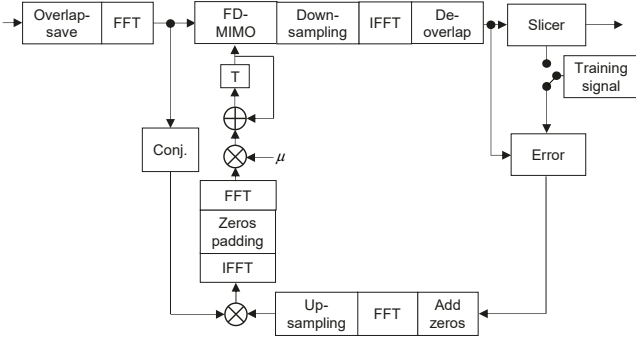 Overlap-
save
FFT
FD-
MIMO
Down-
sampling
IFFT
De-
overlap
Slicer
Training
signal
T
Conj.
μ
Error
FFT
Zeros
padding
IFFT
Up-
sampling
FFT
Add
zeros